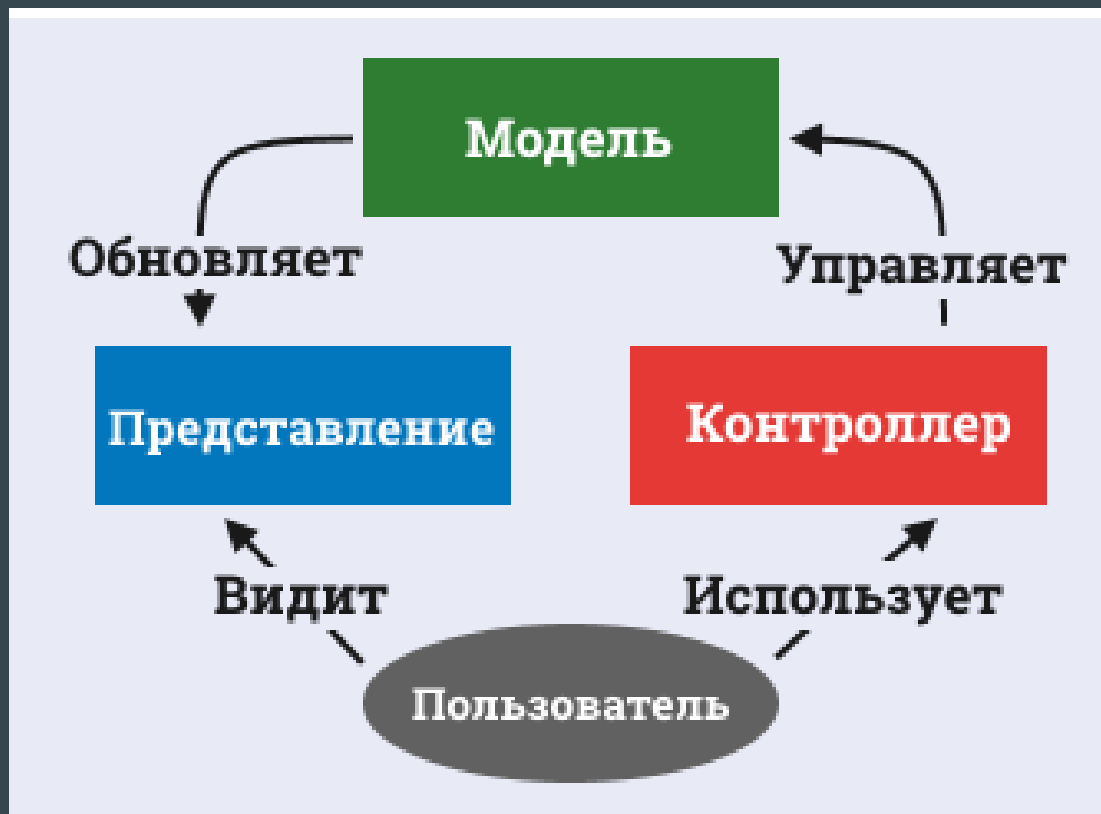 Модель
Обновляет
Управляет
Представление
Контроллер
Видит
Использует
Пользователь